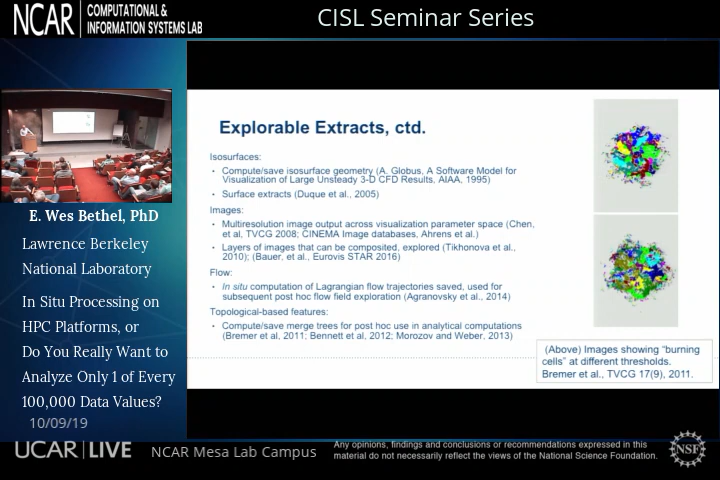 NCAR
COMPUTATIONAL &
INFORMATION SYSTEMS LAB
CISL Seminar Series
E. Wes Bethel, PhD
Lawrence Berkeley
National Laboratory
In Situ Processing on
HPC Platforms, or
Do You Really Want to
Analyze Only 1 of Every
100,000 Data Values?
10/09/19
Explorable Extracts, ctd.
Isosurfaces:
• Compute/save isosurface geometry (A. Globus, A Software Model for
Visualization of Large Unsteady 3-D CFD Results, AIAA, 1995)
• Surface extracts (Duque et al., 2005)
Images:
• Multiresolution image output across visualization parameter space (Chen,
et al, TVCG 2008; CINEMA Image databases, Ahrens et al.)
• Layers of images that can be composited, explored (Tikhonova et al.,
2010); (Bauer, et al., Eurovis STAR 2016)
Flow:
• In situ computation of Lagrangian flow trajectories saved, used for
subsequent post hoc flow field exploration (Agranovsky et al., 2014)
Topological-based features:
• Compute/save merge trees for post hoc use in analytical computations
(Bremer et al, 2011; Bennett et al, 2012; Morozov and Weber, 2013)
(Above) Images showing "burning
cells" at different thresholds.
Bremer et al., TVCG 17(9), 2011.
UCAR|LIVE
NCAR Mesa Lab Campus
Any opinions, findings and conclusions or recommendations expressed in this
material do not necessarily reflect the views of the National Science Foundation.
NSF